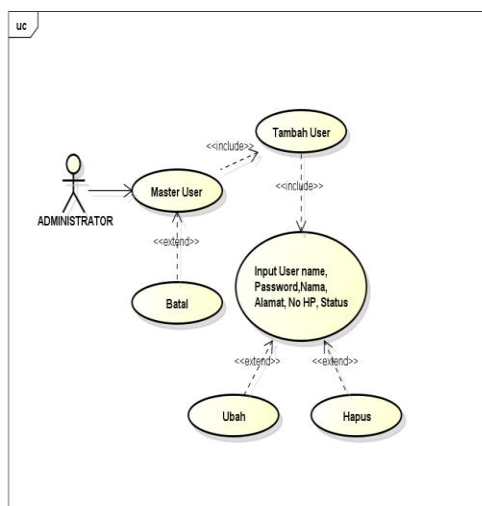 uc
Tambah User
<<include>>
Master User
<<include>>
ADMINISTRATOR
<<extend>>
Input User name,
Password,Nama,
Alamat, No HP, Status
Batal
<<extend>>
<<extend>>
Ubah
Hapus